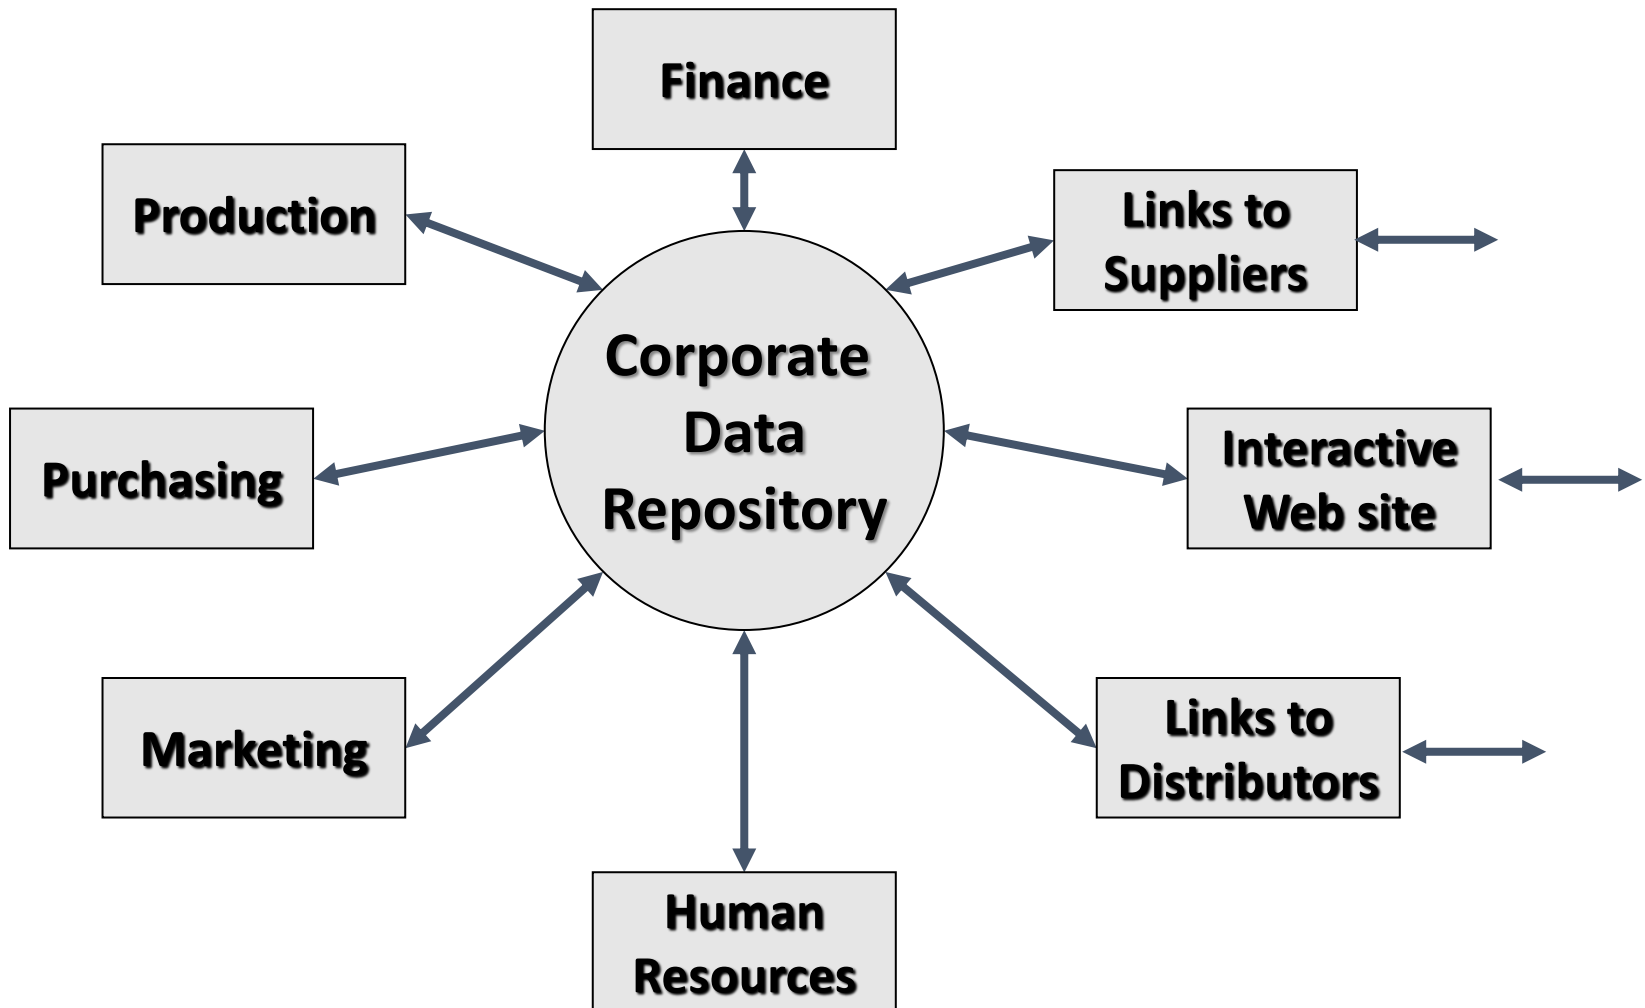 Finance
Production
Links to
Suppliers
Corporate
Data
Repository
Purchasing
Interactive
Web site
Marketing
Links to
Distributors
Human
Resources